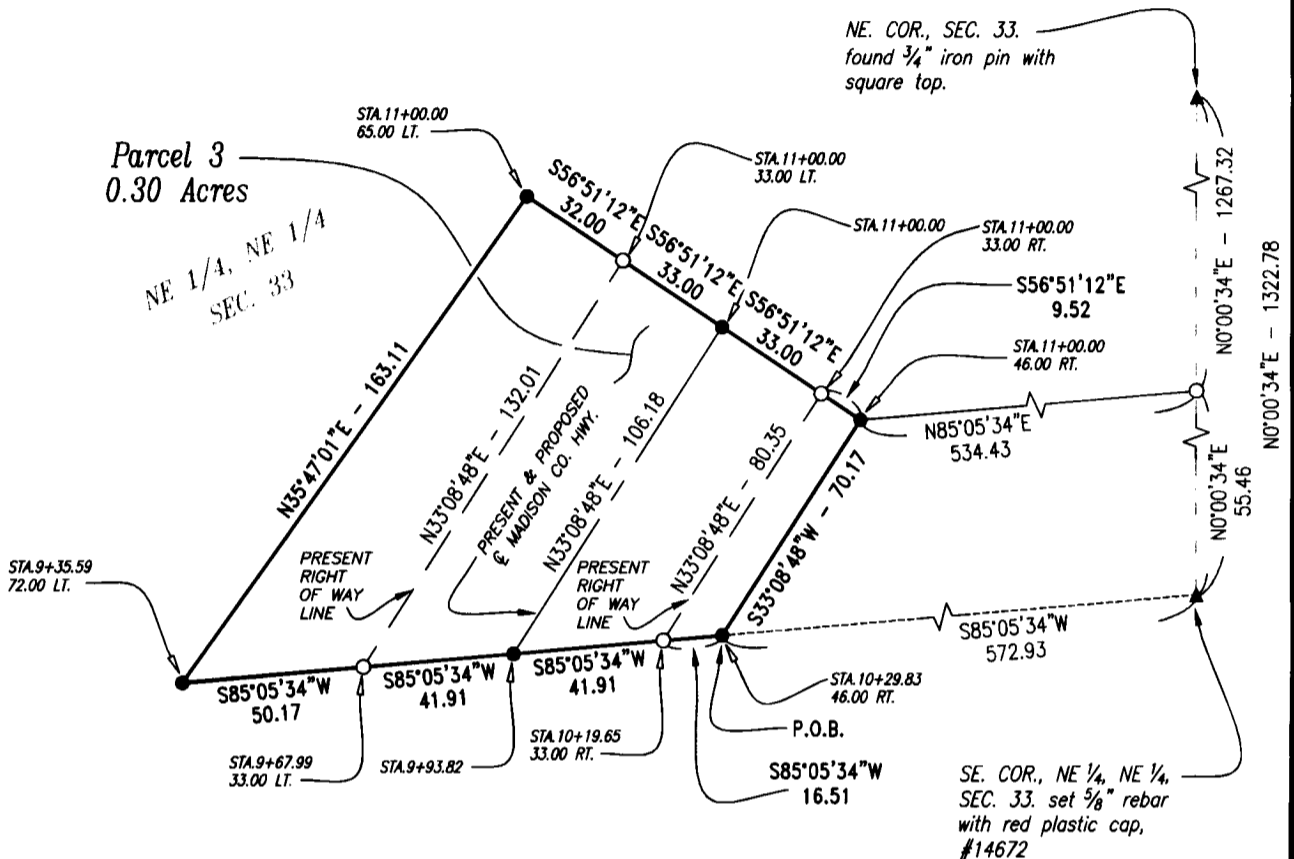 NE. COR., SEC. 33.
found 3/4" iron pin with
square top.
STA.11+00.00
65.00 LT.
Parcel 3
0.30 Acres
NE 1/4, NE 1/4
SEC. 33
S56°51'12"E
32.00
STA.11+00.00
33.00 LT.
S56°51'12"E
33.00
STA.11+00.00
S56°51'12"E
33.00
STA.11+00.00
33.00 RT.
S56°51'12"E
9.52
STA.11+00.00
46.00 RT.
N0°00'34"E - 1267.32
N0°00'34"E - 1322.78
N85°05'34"E
534.43
N0°00'34"E
55.46
N35°47'01"E - 163.11
N33°08'48"E - 132.01
PRESENT & PROPOSED
℄ MADISON CO. HWY.
N33°08'48"E - 106.18
N33°08'48"E - 80.35
S33°08'48"W - 70.17
PRESENT
RIGHT
OF WAY
LINE
PRESENT
RIGHT
OF WAY
LINE
STA.9+35.59
72.00 LT.
S85°05'34"W
50.17
S85°05'34"W
41.91
S85°05'34"W
41.91
S85°05'34"W
572.93
STA.9+67.99
33.00 LT.
STA.9+93.82
STA.10+19.65
33.00 RT.
STA.10+29.83
46.00 RT.
P.O.B.
S85°05'34"W
16.51
SE. COR., NE 1/4, NE 1/4,
SEC. 33. set 5/8" rebar
with red plastic cap,
#14672